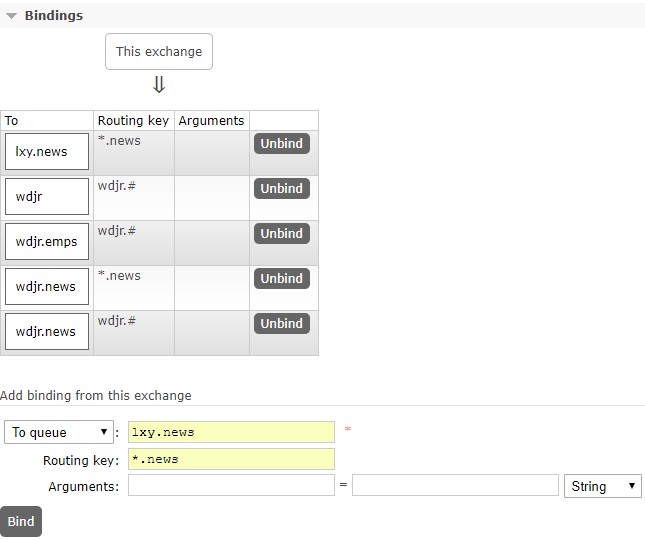 Bindings
This exchange
⇓
To Routing key Arguments
lxy.news *.news Unbind
wdjr wdjr.# Unbind
wdjr.emps wdjr.# Unbind
wdjr.news *.news Unbind
wdjr.news wdjr.# Unbind
Add binding from this exchange
To queue : lxy.news *
Routing key: *.news
Arguments: = String
Bind